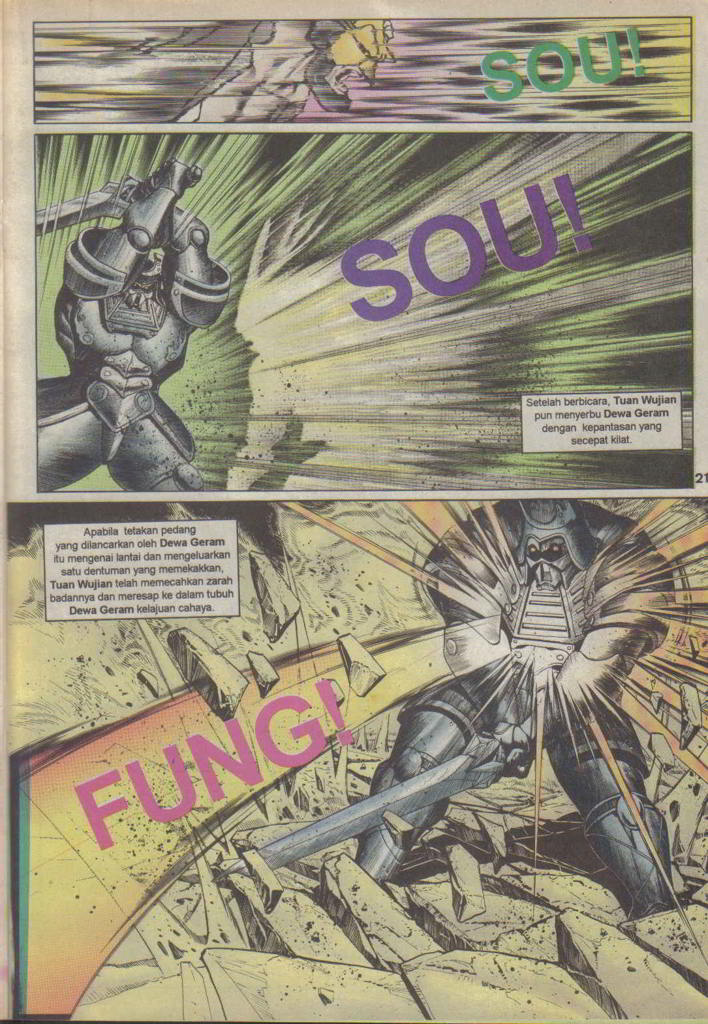 SOU!
SOU!
Setelah berbicara, Tuan Wujian
pun menyerbu Dewa Geram
dengan kepantasan yang
secepat kilat.
21
Apabila tetakan pedang
yang dilancarkan oleh Dewa Geram
itu mengenai lantai dan mengeluarkan
satu dentuman yang memekakkan,
Tuan Wujian telah memecahkan zarah
badannya dan meresap ke dalam tubuh
Dewa Geram kelajuan cahaya.
FUNG!